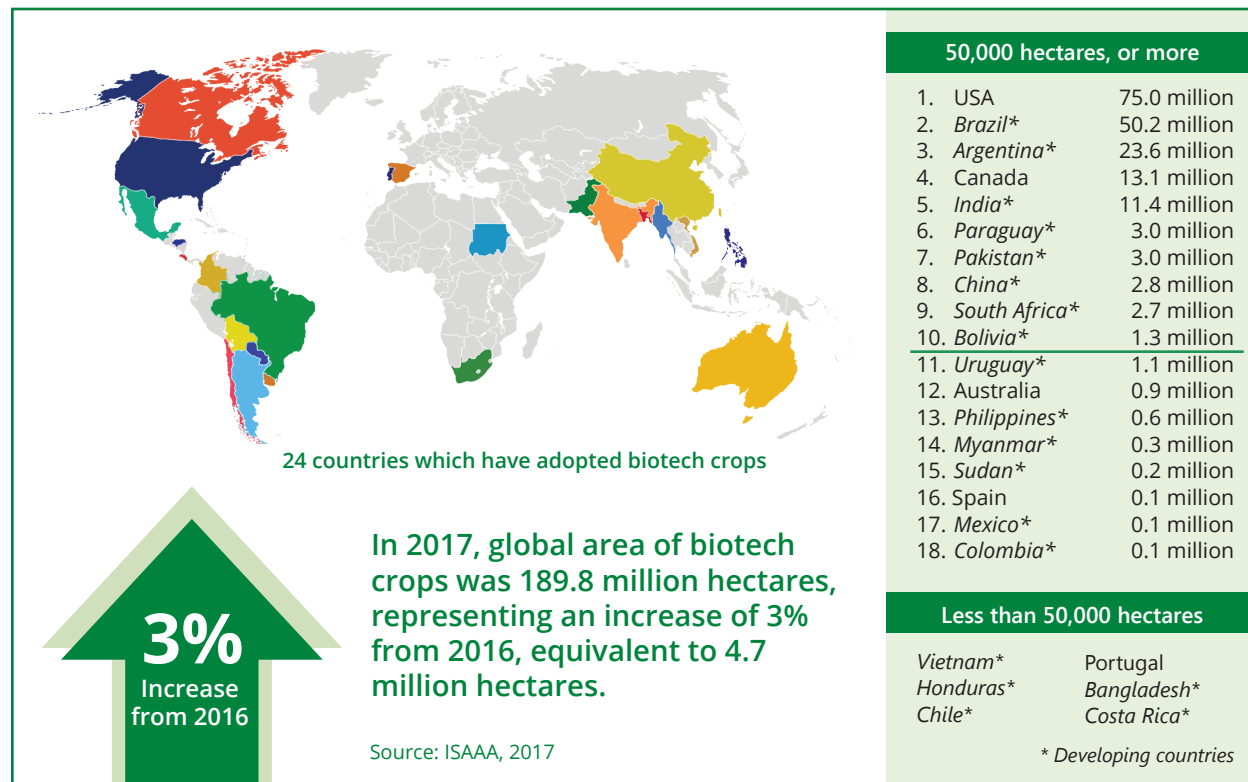 24 countries which have adopted biotech crops
3%
Increase
from 2016
In 2017, global area of biotech
crops was 189.8 million hectares,
representing an increase of 3%
from 2016, equivalent to 4.7
million hectares.
Source: ISAAA, 2017
50,000 hectares, or more
1. USA 75.0 million
2. Brazil* 50.2 million
3. Argentina* 23.6 million
4. Canada 13.1 million
5. India* 11.4 million
6. Paraguay* 3.0 million
7. Pakistan* 3.0 million
8. China* 2.8 million
9. South Africa* 2.7 million
10. Bolivia* 1.3 million
11. Uruguay* 1.1 million
12. Australia 0.9 million
13. Philippines* 0.6 million
14. Myanmar* 0.3 million
15. Sudan* 0.2 million
16. Spain 0.1 million
17. Mexico* 0.1 million
18. Colombia* 0.1 million
Less than 50,000 hectares
Vietnam* Portugal
Honduras* Bangladesh*
Chile* Costa Rica*
* Developing countries